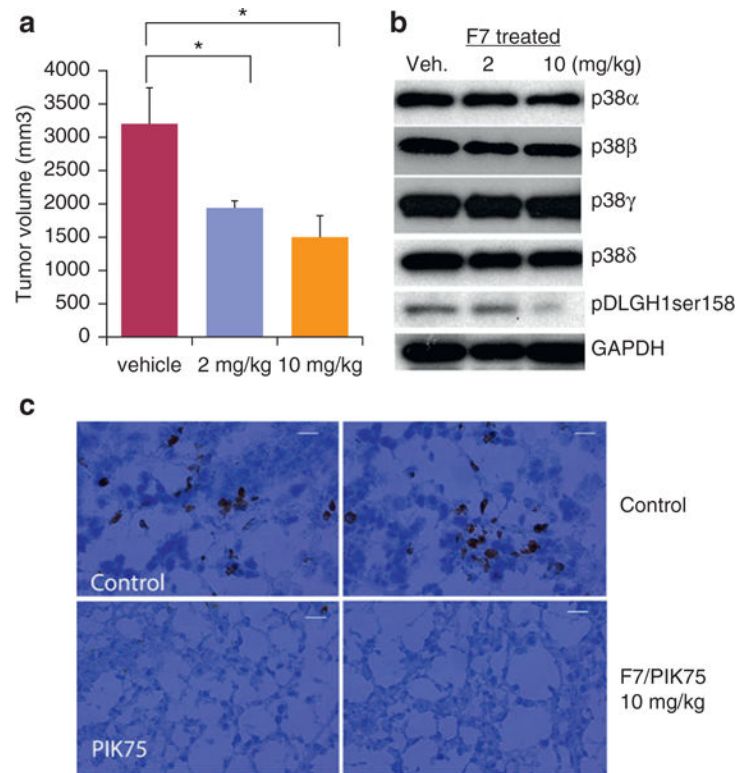 a
*
*
Tumor volume (mm3)
4000
3500
3000
2500
2000
1500
1000
500
0
vehicle 2 mg/kg 10 mg/kg
b
F7 treated
Veh. 2 10 (mg/kg)
p38α
p38β
p38γ
p38δ
pDLGH1ser158
GAPDH
c
Control
Control
PIK75
F7/PIK75
10 mg/kg